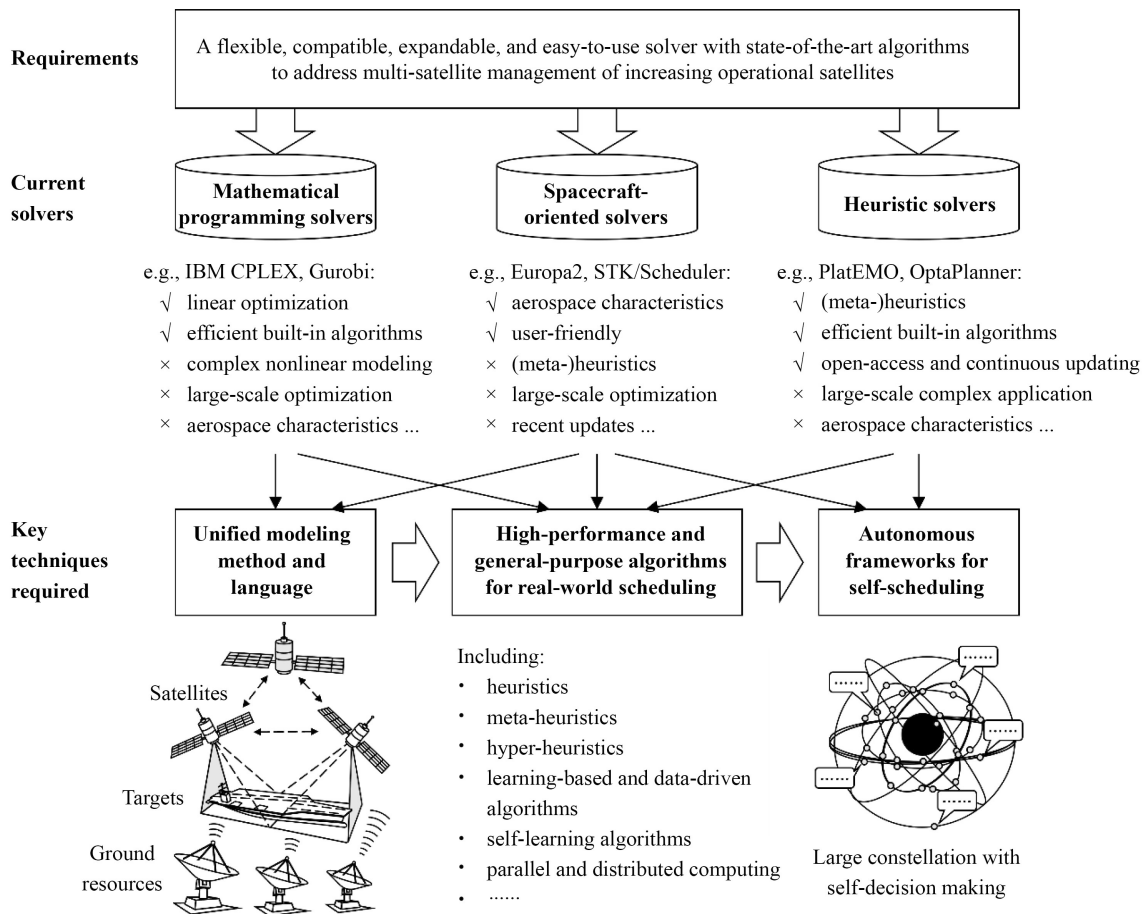 Requirements
A flexible, compatible, expandable, and easy-to-use solver with state-of-the-art algorithms
to address multi-satellite management of increasing operational satellites
Current
solvers
Mathematical
programming solvers
Spacecraft-
oriented solvers
Heuristic solvers
e.g., IBM CPLEX, Gurobi:
√ linear optimization
√ efficient built-in algorithms
× complex nonlinear modeling
× large-scale optimization
× aerospace characteristics ...
e.g., Europa2, STK/Scheduler:
√ aerospace characteristics
√ user-friendly
× (meta-)heuristics
× large-scale optimization
× recent updates ...
e.g., PlatEMO, OptaPlanner:
√ (meta-)heuristics
√ efficient built-in algorithms
√ open-access and continuous updating
× large-scale complex application
× aerospace characteristics ...
Key
techniques
required
Unified modeling
method and
language
High-performance and
general-purpose algorithms
for real-world scheduling
Autonomous
frameworks for
self-scheduling
Satellites
Targets
Ground
resources
Including:
· heuristics
· meta-heuristics
· hyper-heuristics
· learning-based and data-driven
algorithms
· self-learning algorithms
· parallel and distributed computing
· ......
......
......
......
......
......
Large constellation with
self-decision making